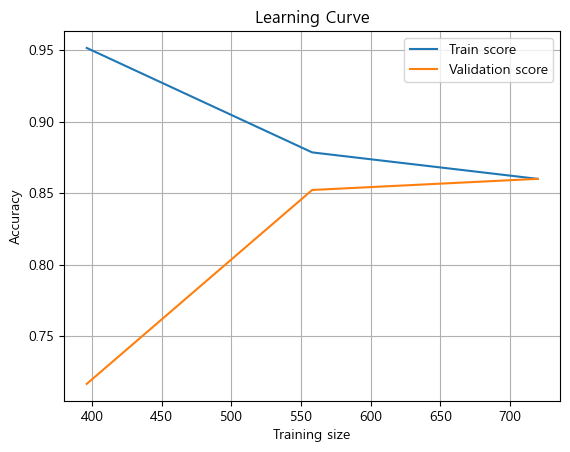 Learning Curve
Train score
Validation score
0.95
0.90
0.85
0.80
0.75
Accuracy
400
450
500
550
600
650
700
Training size